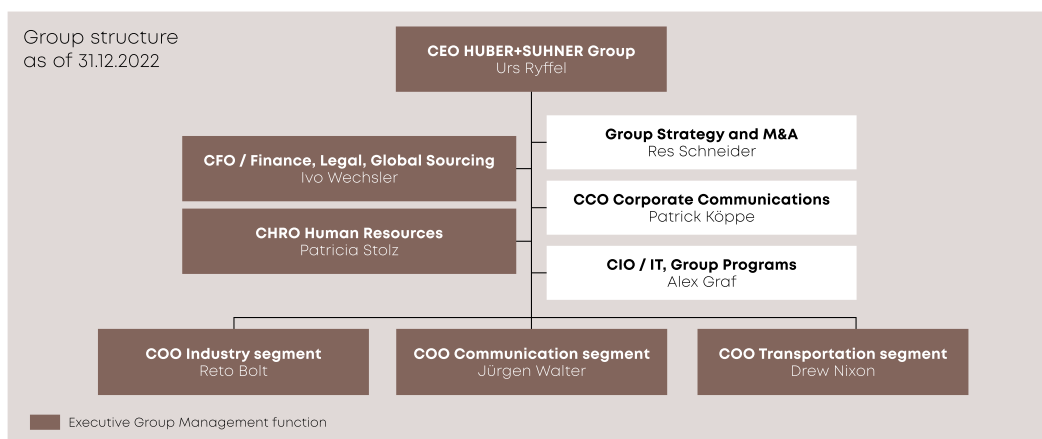 Group structure
as of 31.12.2022
CEO HUBER+SUHNER Group
Urs Ryffel
Group Strategy and M&A
Res Schneider
CFO / Finance, Legal, Global Sourcing
Ivo Wechsler
CCO Corporate Communications
Patrick Köppe
CHRO Human Resources
Patricia Stolz
CIO / IT, Group Programs
Alex Graf
COO Industry segment
Reto Bolt
COO Communication segment
Jürgen Walter
COO Transportation segment
Drew Nixon
Executive Group Management function